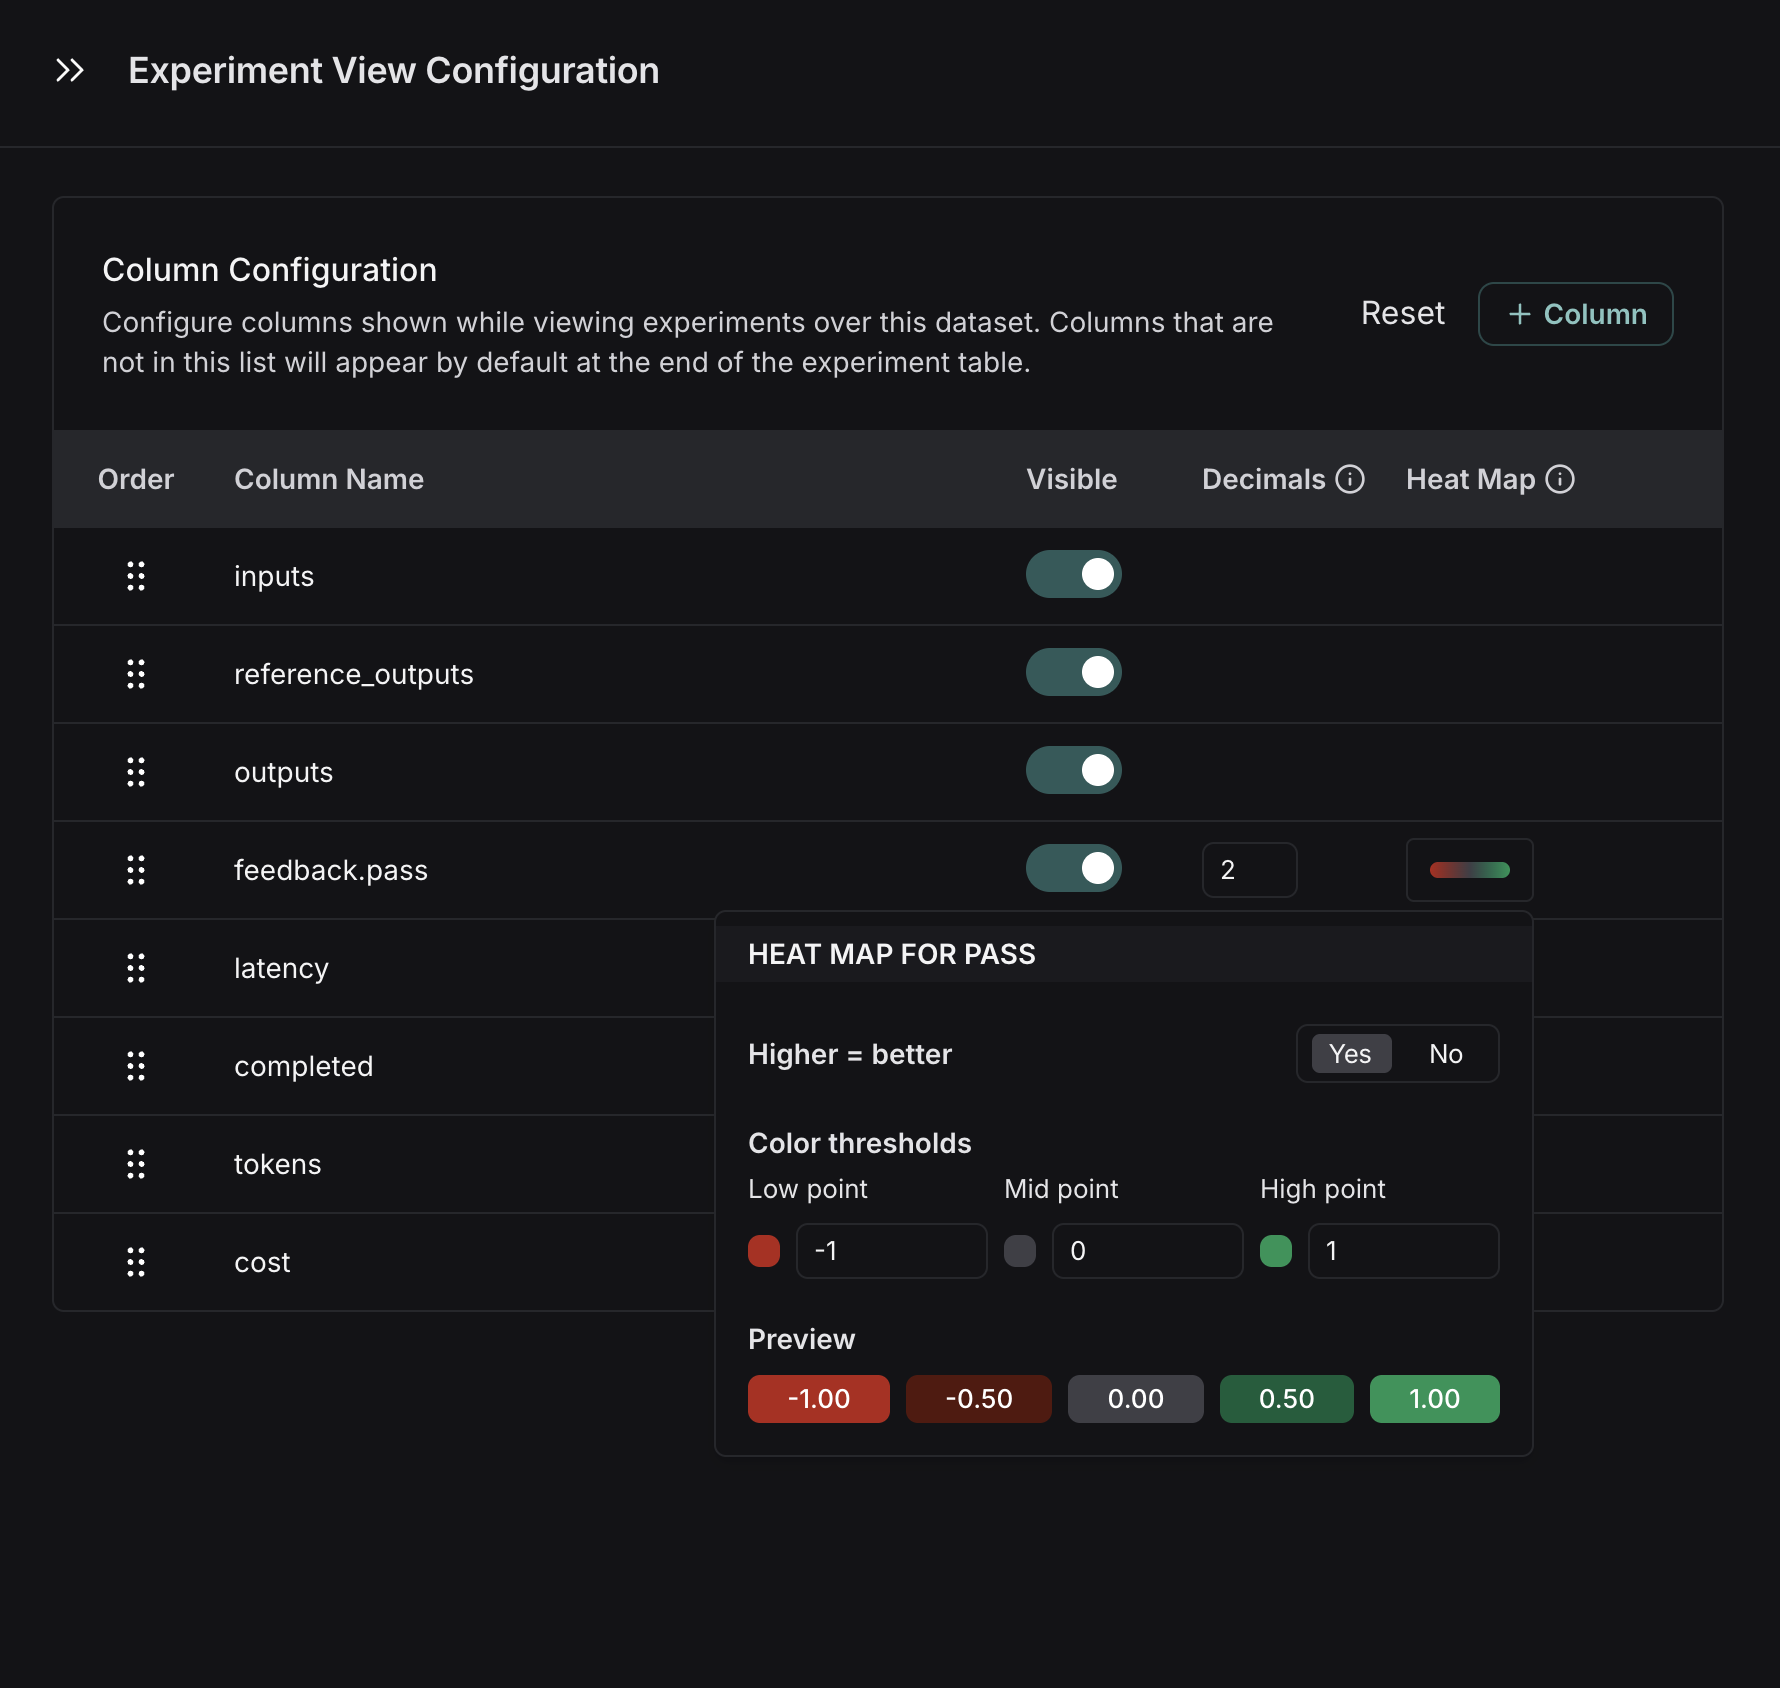 Experiment View Configuration
Column Configuration
Configure columns shown while viewing experiments over this dataset. Columns that are
not in this list will appear by default at the end of the experiment table.
Reset
+ Column
Order Column Name Visible Decimals Heat Map
inputs
reference_outputs
outputs
feedback.pass 2
latency
completed
tokens
cost
HEAT MAP FOR PASS
Higher = better Yes No
Color thresholds
Low point Mid point High point
-1 0 1
Preview
-1.00 -0.50 0.00 0.50 1.00